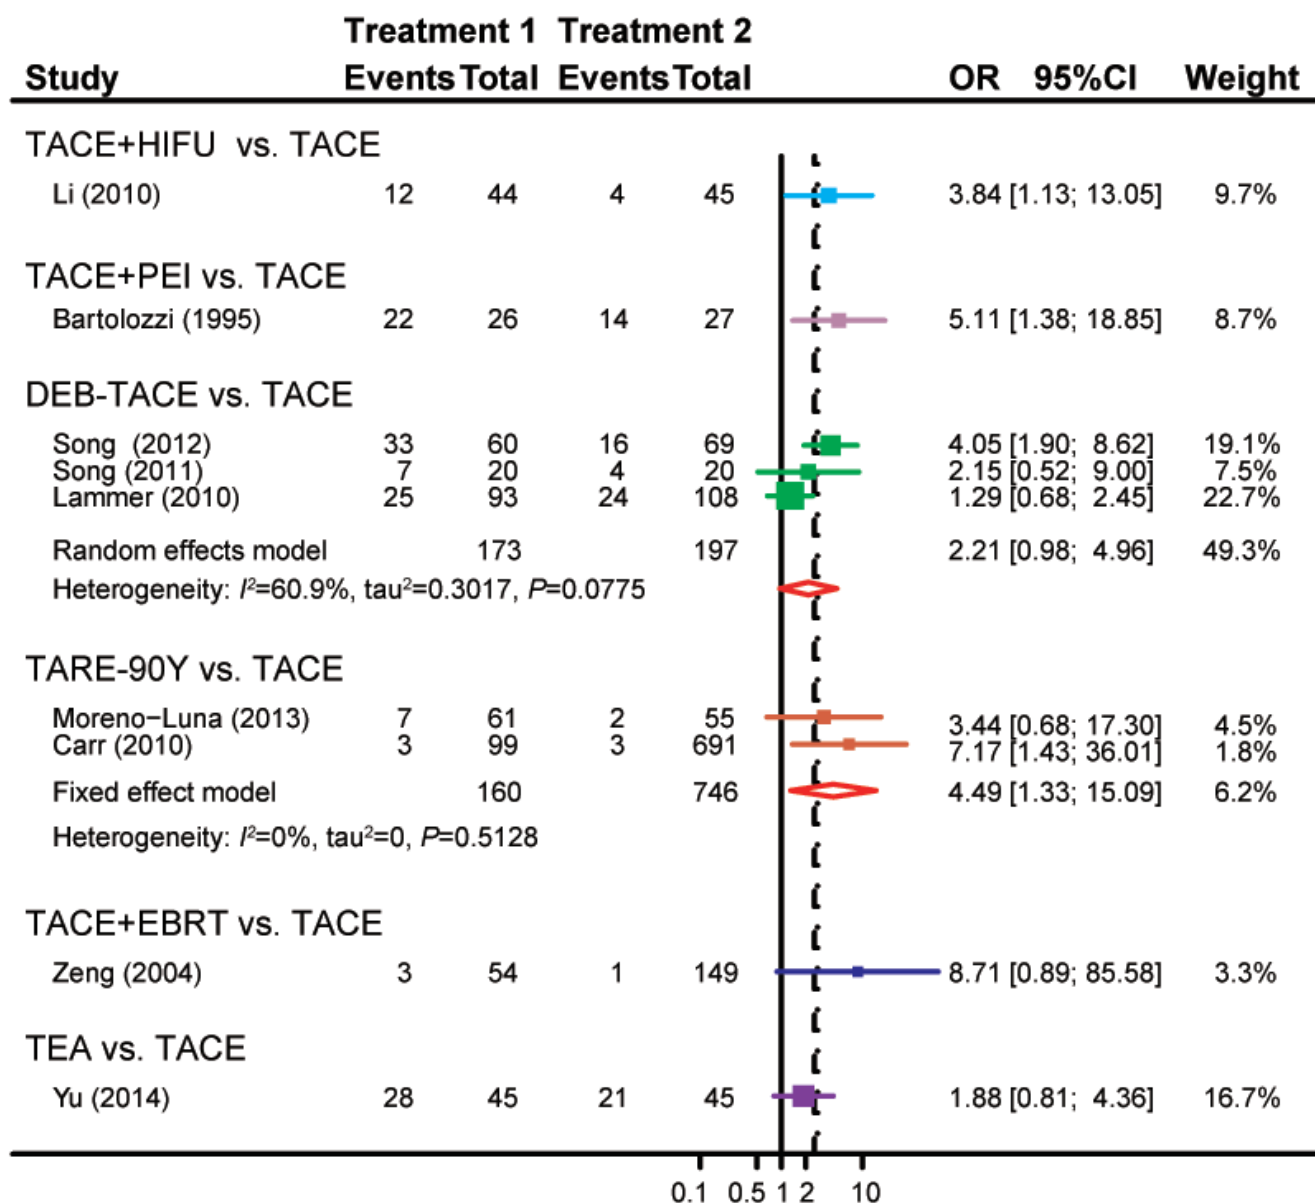 Treatment 1 Treatment 2
Study Events Total Events Total OR 95%CI Weight
TACE+HIFU vs. TACE
Li (2010) 12 44 4 45 3.84 [1.13; 13.05] 9.7%
TACE+PEI vs. TACE
Bartolozzi (1995) 22 26 14 27 5.11 [1.38; 18.85] 8.7%
DEB-TACE vs. TACE
Song (2012) 33 60 16 69 4.05 [1.90; 8.62] 19.1%
Song (2011) 7 20 4 20 2.15 [0.52; 9.00] 7.5%
Lammer (2010) 25 93 24 108 1.29 [0.68; 2.45] 22.7%
Random effects model 173 197 2.21 [0.98; 4.96] 49.3%
Heterogeneity: I²=60.9%, tau²=0.3017, P=0.0775
TARE-90Y vs. TACE
Moreno−Luna (2013) 7 61 2 55 3.44 [0.68; 17.30] 4.5%
Carr (2010) 3 99 3 691 7.17 [1.43; 36.01] 1.8%
Fixed effect model 160 746 4.49 [1.33; 15.09] 6.2%
Heterogeneity: I²=0%, tau²=0, P=0.5128
TACE+EBRT vs. TACE
Zeng (2004) 3 54 1 149 8.71 [0.89; 85.58] 3.3%
TEA vs. TACE
Yu (2014) 28 45 21 45 1.88 [0.81; 4.36] 16.7%
0.1 0.5 1 2 10